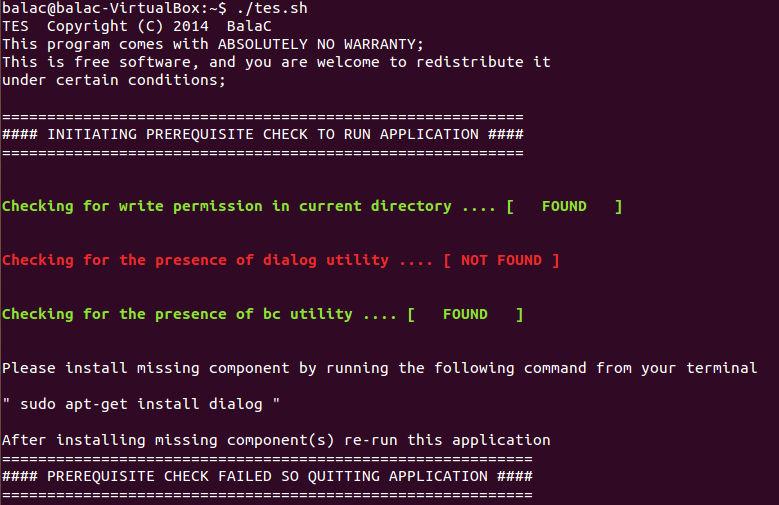 balac@balac-VirtualBox:~$ ./tes.sh
TES  Copyright (C) 2014  BalaC
This program comes with ABSOLUTELY NO WARRANTY;
This is free software, and you are welcome to redistribute it
under certain conditions;
==========================================================
#### INITIATING PREREQUISITE CHECK TO RUN APPLICATION ####
==========================================================
Checking for write permission in current directory .... [   FOUND   ]
Checking for the presence of dialog utility .... [ NOT FOUND ]
Checking for the presence of bc utility .... [   FOUND   ]
Please install missing component by running the following command from your terminal
" sudo apt-get install dialog "
After installing missing component(s) re-run this application
===========================================================
#### PREREQUISITE CHECK FAILED SO QUITTING APPLICATION ####
===========================================================